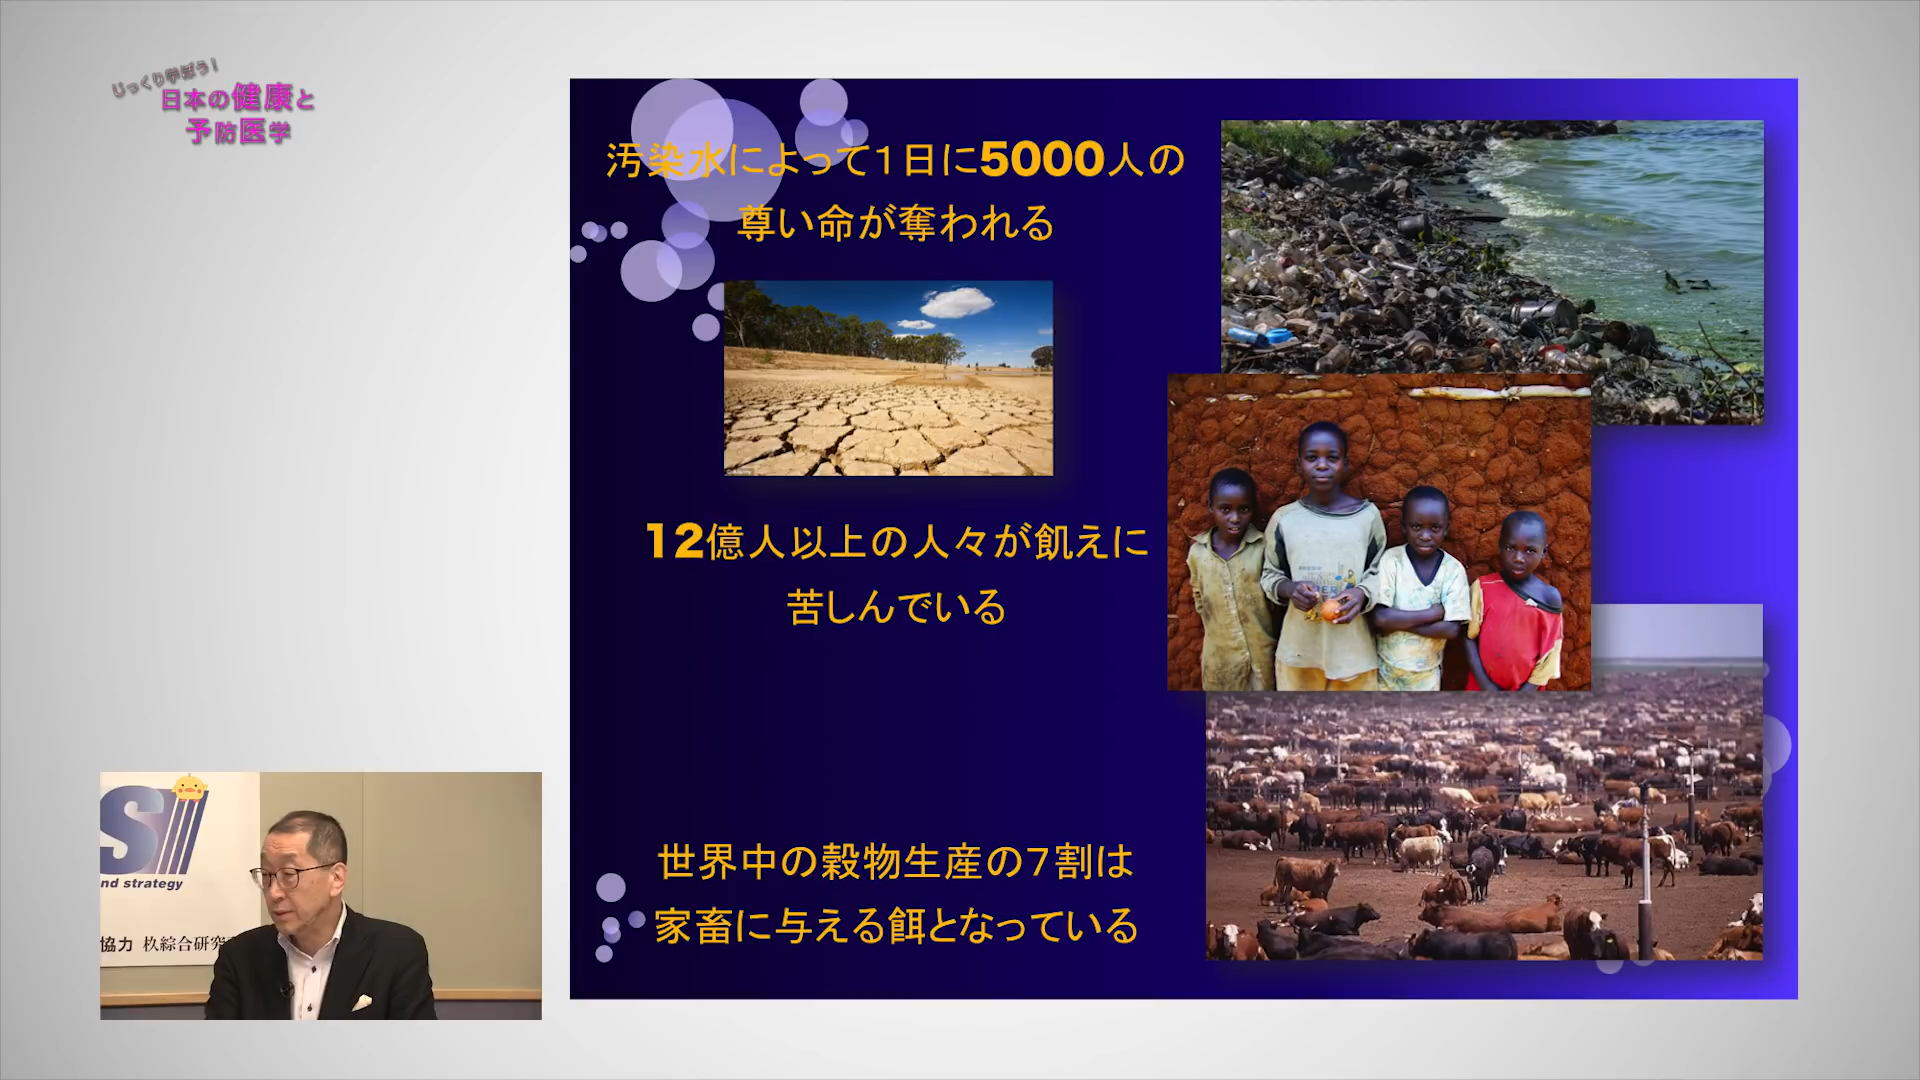 じっくり学ぼう!
日本の健康と
予防医学
汚染水によって1日に5000人の
尊い命が奪われる
12億人以上の人々が飢えに
苦しんでいる
世界中の穀物生産の7割は
家畜に与える餌となっている
S
nd strategy
協力 杦綜合研究